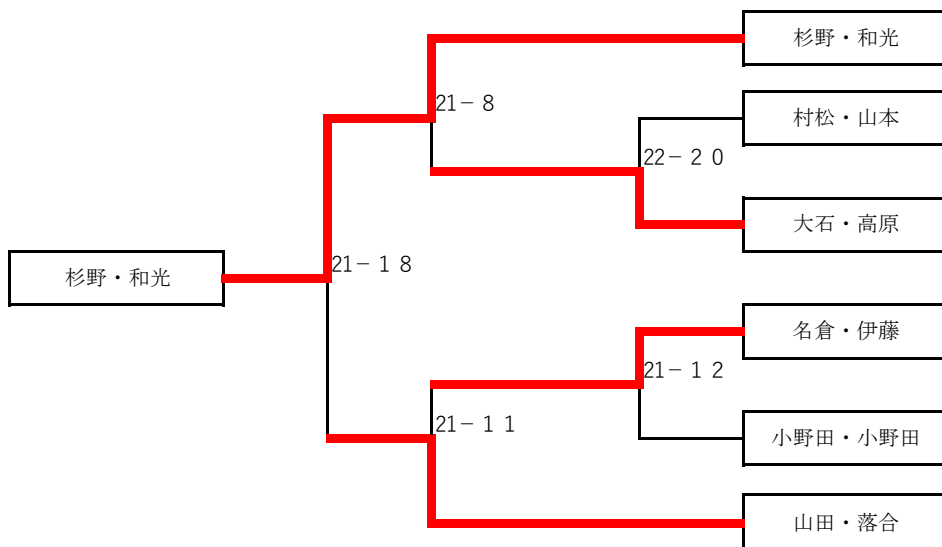 杉野・和光
21－８
村松・山本
22－２０
大石・高原
杉野・和光
21－１８
名倉・伊藤
21－１２
21－１１
小野田・小野田
山田・落合